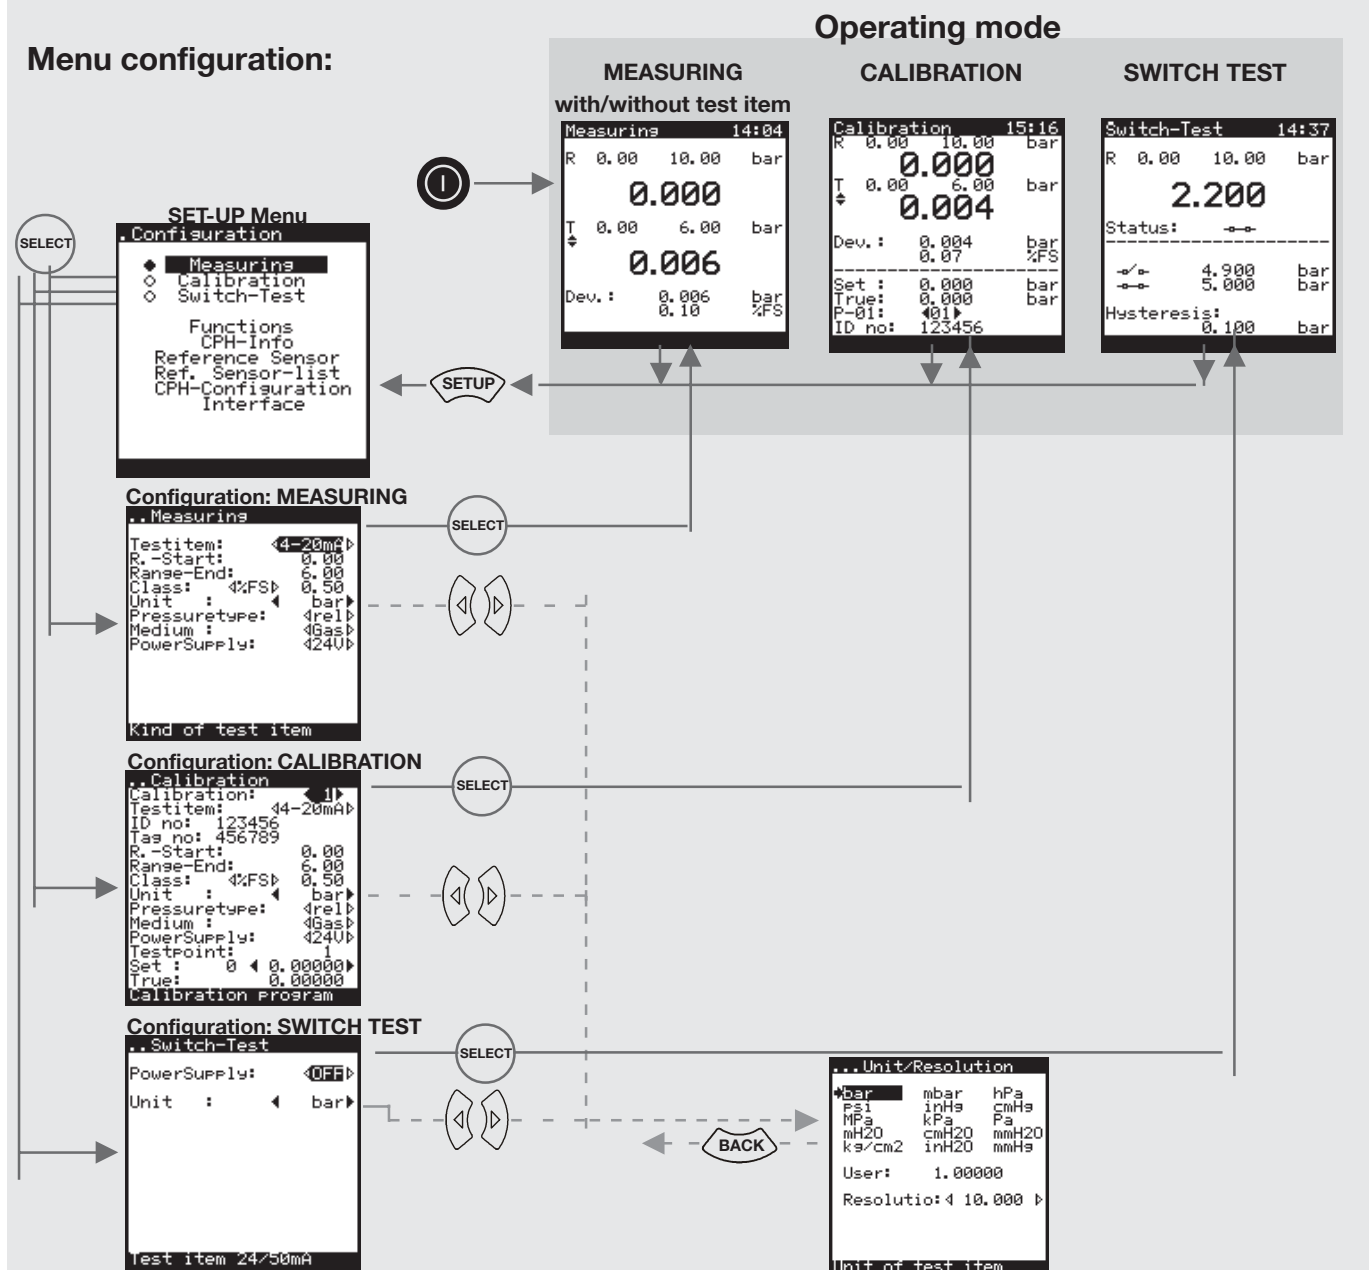 Operating mode
Menu configuration:
MEASURING
with/without test item
CALIBRATION
SWITCH TEST
Measuring 14:04
R 0.00 10.00 bar
0.000
T 0.00 6.00 bar
0.006
Dev.: 0.006 bar
0.10 %FS
Calibration 15:16
R 0.00 10.00 bar
0.000
T 0.00 6.00 bar
0.004
Dev.: 0.004 bar
0.07 %FS
Set : 0.000 bar
True: 0.000 bar
P-01: 01
ID no: 123456
Switch-Test 14:37
R 0.00 10.00 bar
2.200
Status:
4.900 bar
5.000 bar
Hysteresis:
0.100 bar
SELECT
SET-UP Menu
.Configuration
Measuring
Calibration
Switch-Test
Functions
CPH-Info
Reference Sensor
Ref. Sensor-list
CPH-Configuration
Interface
SETUP
Configuration: MEASURING
..Measuring
Testitem: 4-20mA
R.-Start: 0.00
Range-End: 6.00
Class: %FS 0.50
Unit : bar
Pressuretype: rel
Medium : Gas
PowerSupply: 24V
Kind of test item
SELECT
Configuration: CALIBRATION
..Calibration
Calibration: 1
Testitem: 4-20mA
ID no: 123456
Tag no: 456789
R.-Start: 0.00
Range-End: 6.00
Class: %FS 0.50
Unit : bar
Pressuretype: rel
Medium : Gas
PowerSupply: 24V
Testpoint: 1
Set : 0 0.00000
True: 0.00000
Calibration program
SELECT
Configuration: SWITCH TEST
..Switch-Test
PowerSupply: OFF
Unit : bar
Test item 24/50mA
SELECT
BACK
...Unit/Resolution
bar mbar hPa
psi inHg cmHg
MPa kPa Pa
mH2O cmH2O mmH2O
kg/cm2 inH2O mmHg
User: 1.00000
Resolutio: 10.000
Unit of test item